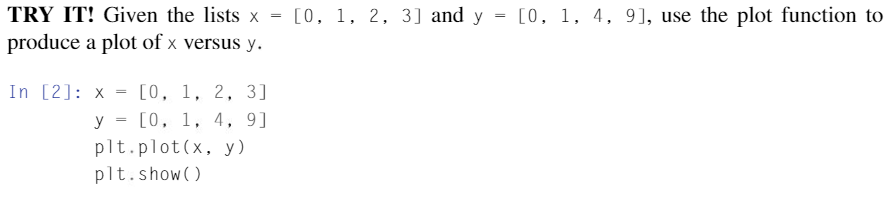 TRY IT! Given the lists x = [0, 1, 2, 3] and y = [0, 1, 4, 9], use the plot function to
produce a plot of x versus y.
In [2]: x = [0, 1, 2, 3]
y = [0, 1, 4, 9]
plt.plot(x, y)
plt.show()